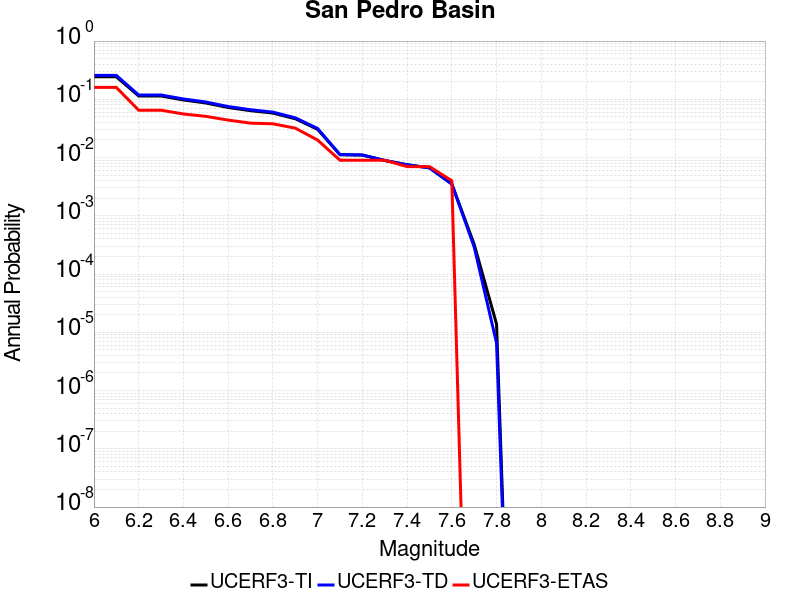 San Pedro Basin
10^0
10^-1
10^-2
10^-3
10^-4
10^-5
10^-6
10^-7
10^-8
Annual Probability
6 6.2 6.4 6.6 6.8 7 7.2 7.4 7.6 7.8 8 8.2 8.4 8.6 8.8 9
Magnitude
UCERF3-TI UCERF3-TD UCERF3-ETAS